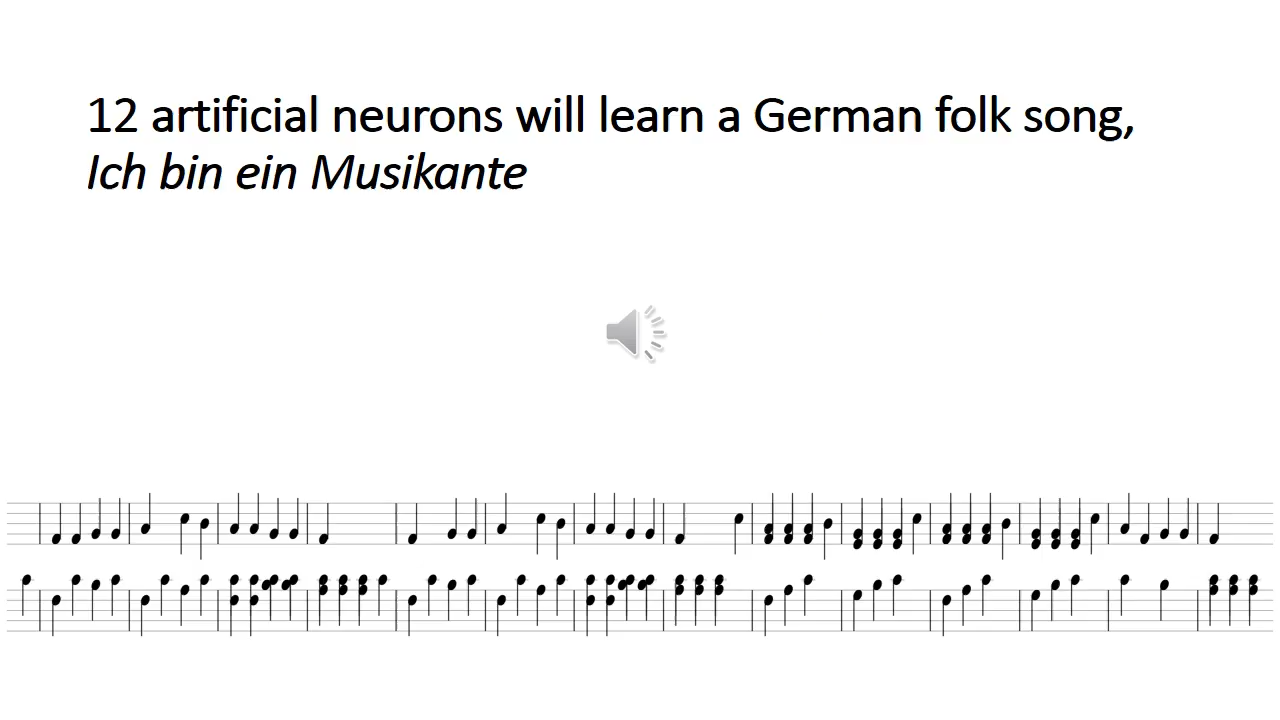 12 artificial neurons will learn a German folk song,
Ich bin ein Musikante